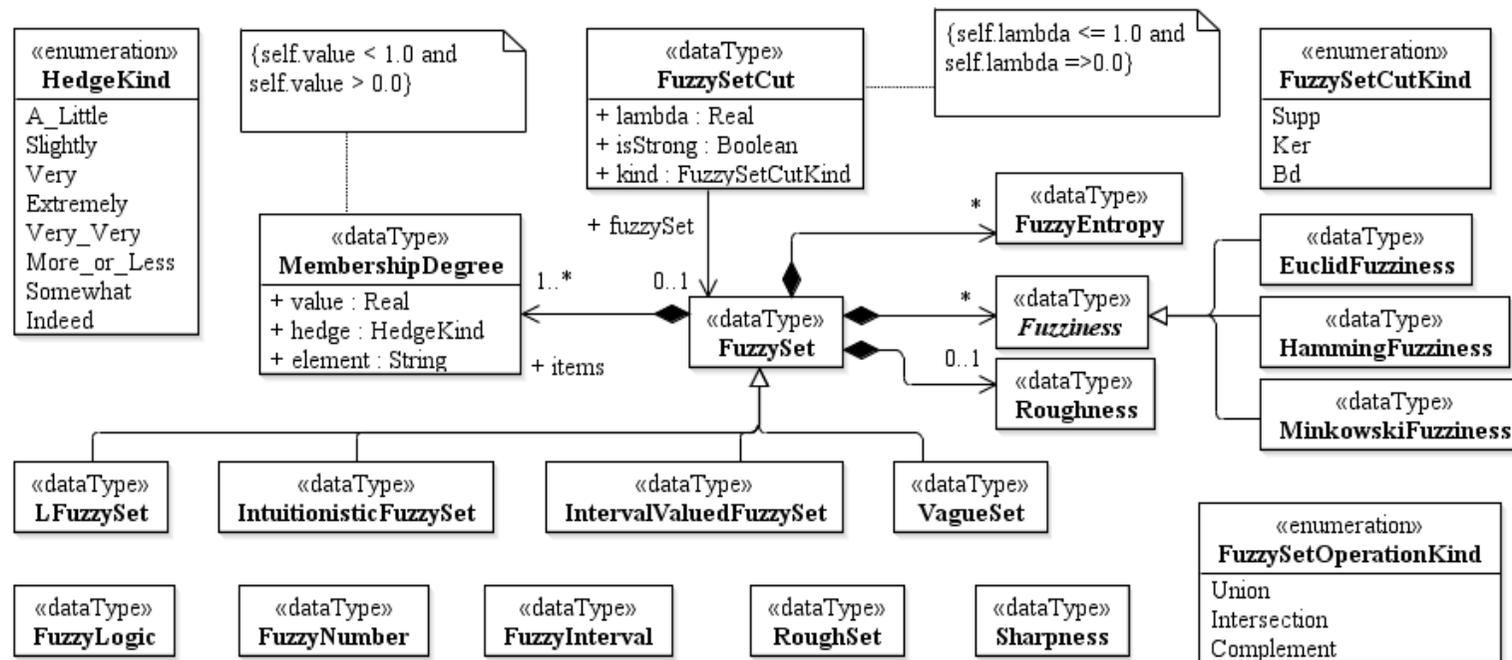 «enumeration»
HedgeKind
A_Little
Slightly
Very
Extremely
Very_Very
More_or_Less
Somewhat
Indeed
{self.value < 1.0 and
self.value > 0.0}
«dataType»
FuzzySetCut
+ lambda : Real
+ isStrong : Boolean
+ kind : FuzzySetCutKind
{self.lambda <= 1.0 and
self.lambda =>0.0}
«enumeration»
FuzzySetCutKind
Supp
Ker
Bd
«dataType»
MembershipDegree
+ value : Real
+ hedge : HedgeKind
+ element : String
+ fuzzySet
1..*
0..1
+ items
«dataType»
FuzzySet
*
«dataType»
FuzzyEntropy
*
«dataType»
Fuzziness
0..1
«dataType»
Roughness
«dataType»
EuclidFuzziness
«dataType»
HammingFuzziness
«dataType»
MinkowskiFuzziness
«dataType»
LFuzzySet
«dataType»
IntuitionisticFuzzySet
«dataType»
IntervalValuedFuzzySet
«dataType»
VagueSet
«enumeration»
FuzzySetOperationKind
Union
Intersection
Complement
«dataType»
FuzzyLogic
«dataType»
FuzzyNumber
«dataType»
FuzzyInterval
«dataType»
RoughSet
«dataType»
Sharpness